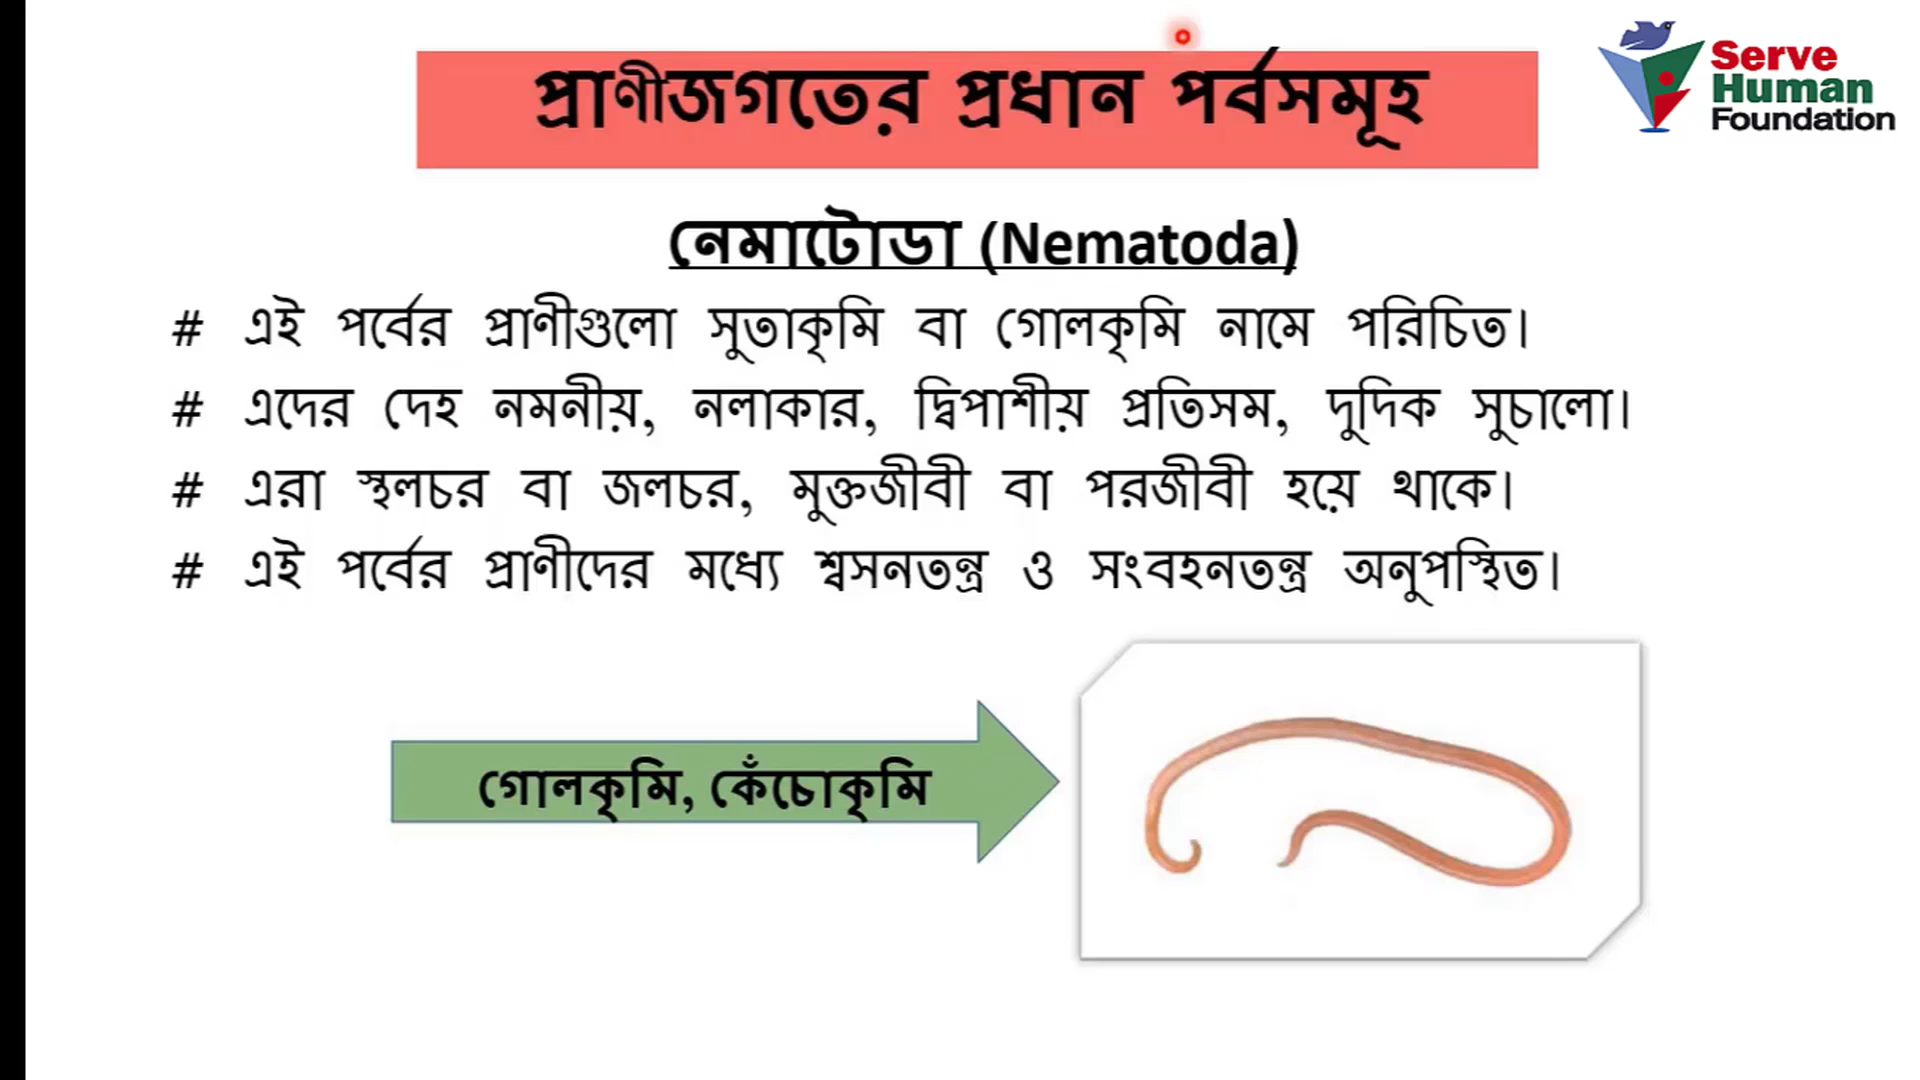 প্রাণীজগতের প্রধান পর্বসমূহ
Serve
Human
Foundation
নেমাটোডা (Nematoda)
# এই পর্বের প্রাণীগুলো সুতাকৃমি বা গোলকৃমি নামে পরিচিত।
# এদের দেহ নমনীয়, নলাকার, দ্বিপাশীয় প্রতিসম, দুদিক সুচালো।
# এরা স্থলচর বা জলচর, মুক্তজীবী বা পরজীবী হয়ে থাকে।
# এই পর্বের প্রাণীদের মধ্যে শ্বসনতন্ত্র ও সংবহনতন্ত্র অনুপস্থিত।
গোলকৃমি, কেঁচোকৃমি